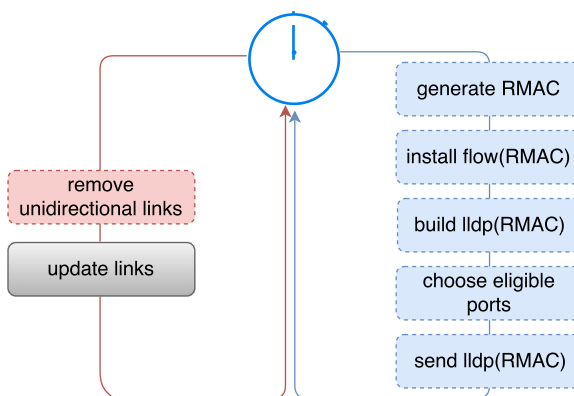 generate RMAC
install flow(RMAC)
remove
unidirectional links
build lldp(RMAC)
update links
choose eligible
ports
send lldp(RMAC)